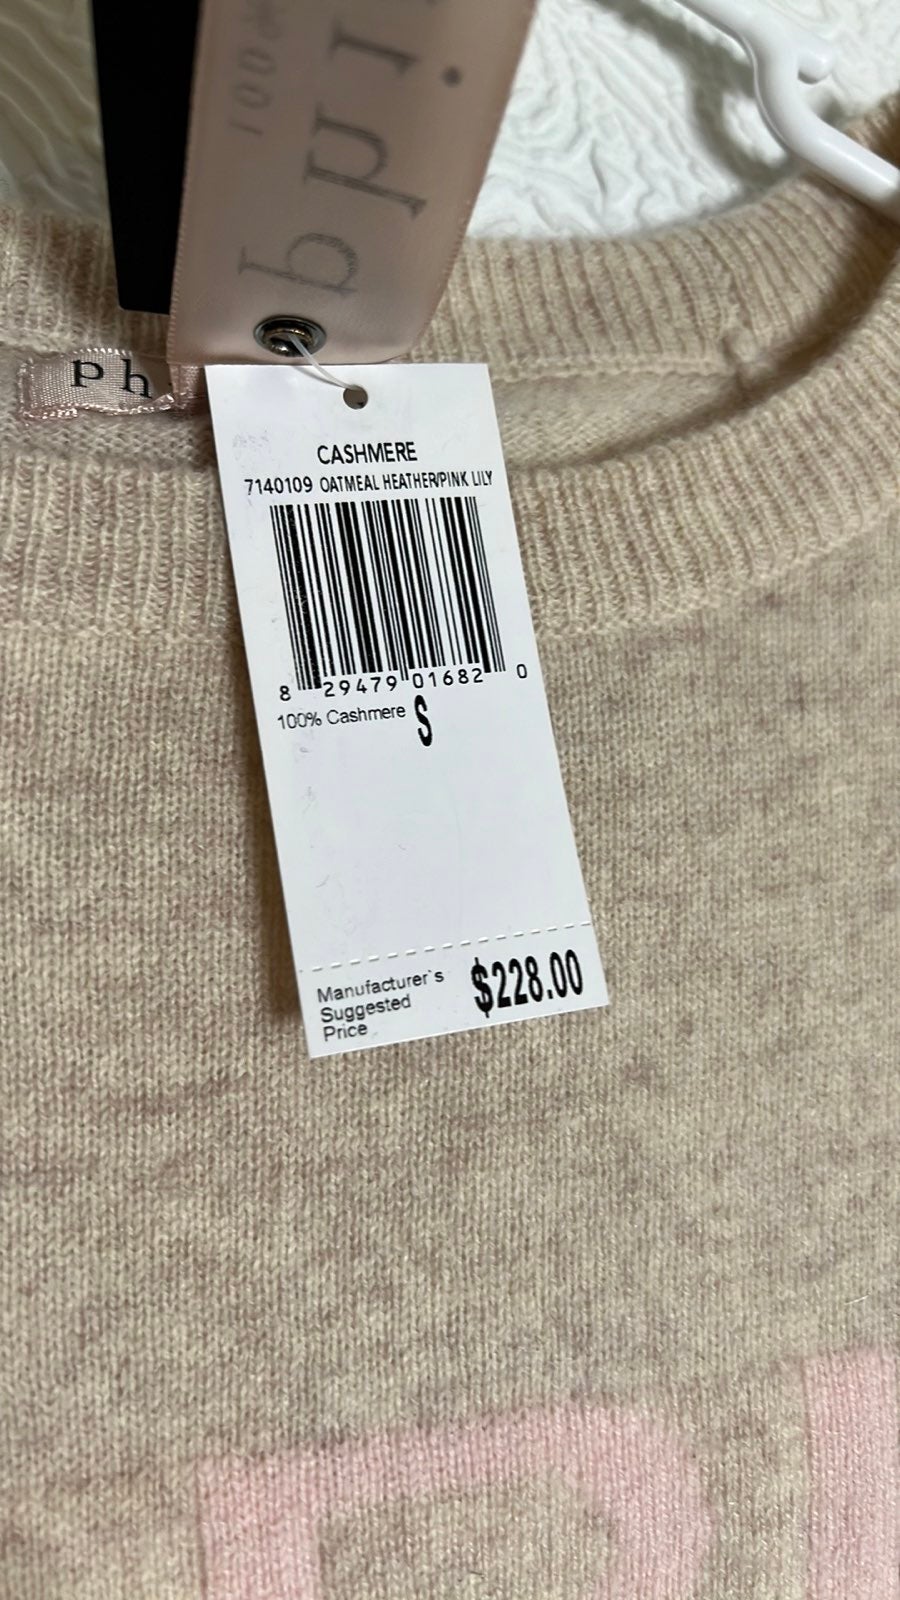 ph
CASHMERE
7140109 OATMEAL HEATHER/PINK LILY
8 29479 01682 0
100% Cashmere S
Manufacturer`s
Suggested
Price
$228.00